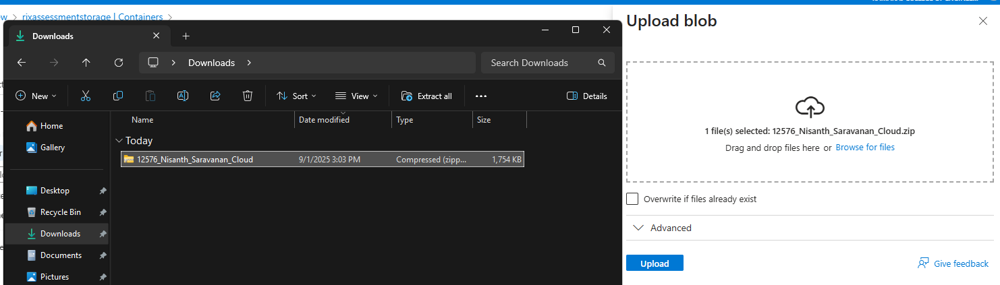 rixassessmentstorage | Containers
Upload blob
Downloads
Downloads
Search Downloads
New
Sort
View
Extract all
Details
Home
Gallery
Desktop
Recycle Bin
Downloads
Documents
Pictures
Name Date modified Type Size
Today
12576_Nisanth_Saravanan_Cloud 9/1/2025 3:03 PM Compressed (zipp... 1,754 KB
1 file(s) selected: 12576_Nisanth_Saravanan_Cloud.zip
Drag and drop files here or Browse for files
Overwrite if files already exist
Advanced
Upload
Give feedback